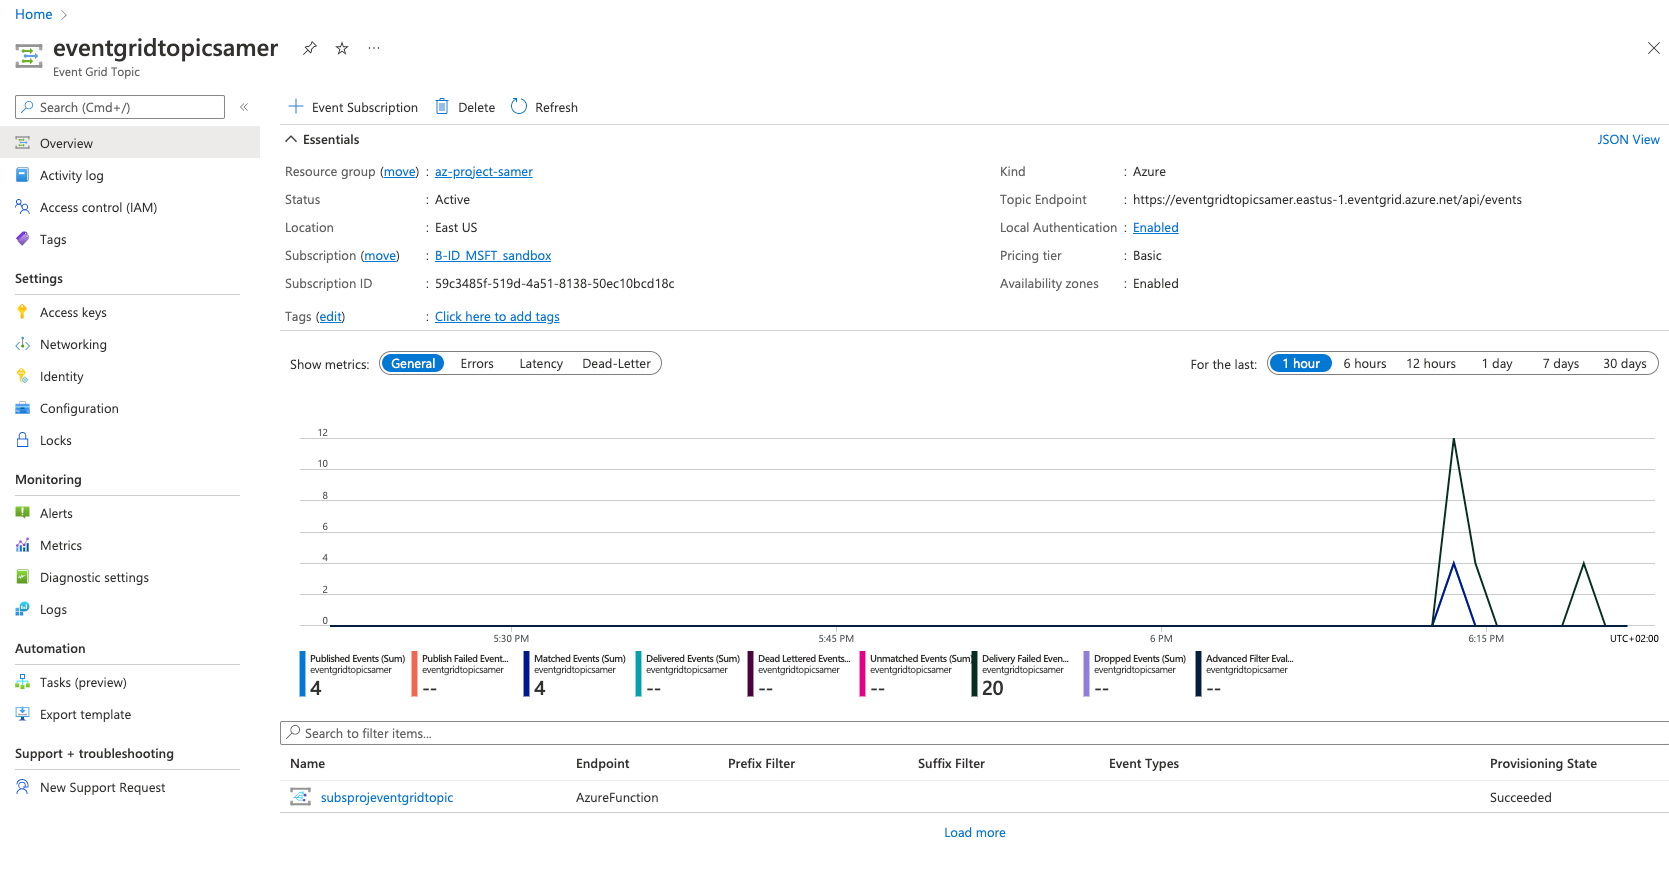 Home
eventgridtopicsamer
Event Grid Topic
Search (Cmd+/)
Overview
Activity log
Access control (IAM)
Tags
Settings
Access keys
Networking
Identity
Configuration
Locks
Monitoring
Alerts
Metrics
Diagnostic settings
Logs
Automation
Tasks (preview)
Export template
Support + troubleshooting
New Support Request
Event Subscription Delete Refresh
Essentials JSON View
Resource group (move) : az-project-samer
Status : Active
Location : East US
Subscription (move) : B-ID_MSFT_sandbox
Subscription ID : 59c3485f-519d-4a51-8138-50ec10bcd18c
Tags (edit) : Click here to add tags
Kind : Azure
Topic Endpoint : https://eventgridtopicsamer.eastus-1.eventgrid.azure.net/api/events
Local Authentication : Enabled
Pricing tier : Basic
Availability zones : Enabled
Show metrics: General Errors Latency Dead-Letter
For the last: 1 hour 6 hours 12 hours 1 day 7 days 30 days
12
10
8
6
4
2
0
5:30 PM 5:45 PM 6 PM 6:15 PM UTC+02:00
Published Events (Sum)
eventgridtopicsamer
4
Publish Failed Event...
eventgridtopicsamer
--
Matched Events (Sum)
eventgridtopicsamer
4
Delivered Events (Sum)
eventgridtopicsamer
--
Dead Lettered Events...
eventgridtopicsamer
--
Unmatched Events (Sum)
eventgridtopicsamer
--
Delivery Failed Even...
eventgridtopicsamer
20
Dropped Events (Sum)
eventgridtopicsamer
--
Advanced Filter Eval...
eventgridtopicsamer
--
Search to filter items...
Name Endpoint Prefix Filter Suffix Filter Event Types Provisioning State
subsprojeventgridtopic AzureFunction Succeeded
Load more